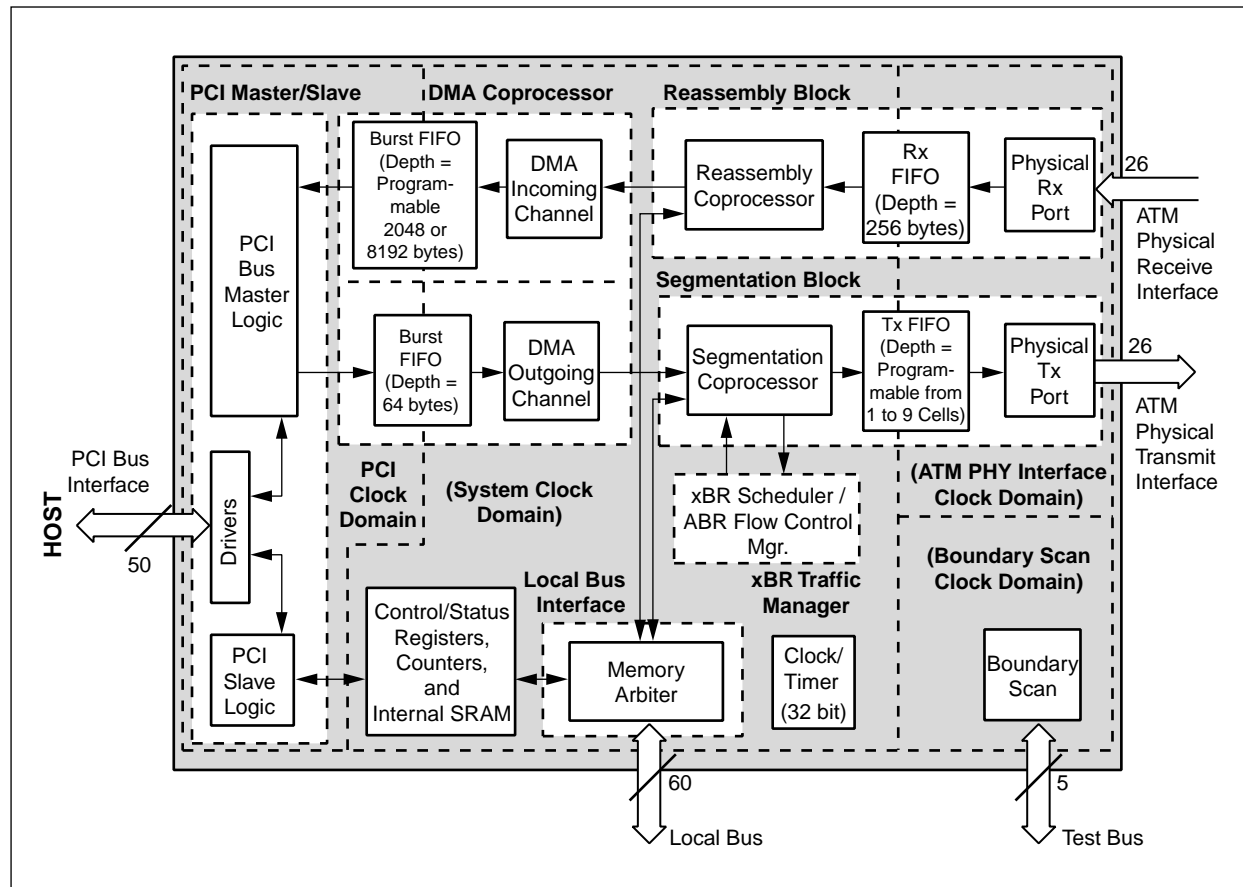 PCI Master/Slave
DMA Coprocessor
Reassembly Block
Burst FIFO
(Depth =
Program-
mable
2048 or
8192 bytes)
DMA
Incoming
Channel
Reassembly
Coprocessor
Rx
FIFO
(Depth =
256 bytes)
Physical
Rx
Port
26
ATM
Physical
Receive
Interface
PCI
Bus
Master
Logic
Segmentation Block
Burst
FIFO
(Depth =
64 bytes)
DMA
Outgoing
Channel
Segmentation
Coprocessor
Tx FIFO
(Depth =
Program-
mable from
1 to 9 Cells)
Physical
Tx
Port
26
ATM
Physical
Transmit
Interface
PCI Bus
Interface
HOST
50
Drivers
PCI
Clock
Domain
(System Clock
Domain)
xBR Scheduler /
ABR Flow Control
Mgr.
xBR Traffic
Manager
(ATM PHY Interface
Clock Domain)
(Boundary Scan
Clock Domain)
Local Bus
Interface
PCI
Slave
Logic
Control/Status
Registers,
Counters,
and
Internal SRAM
Memory
Arbiter
Clock/
Timer
(32 bit)
Boundary
Scan
60
Local Bus
5
Test Bus